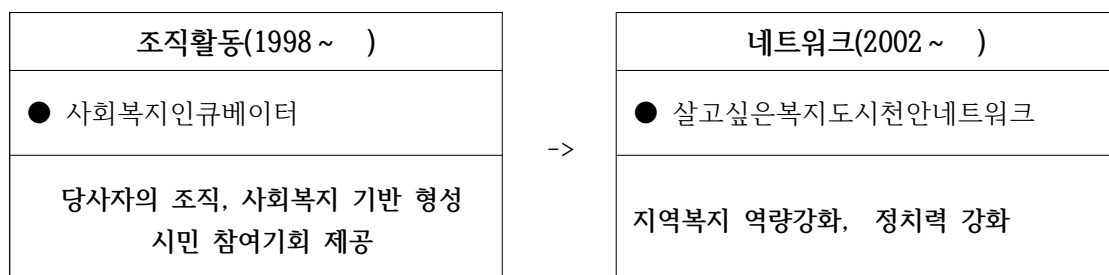 조직활동(1998~ )
● 사회복지인큐베이터
당사자의 조직, 사회복지 기반 형성
시민 참여기회 제공
->
네트워크(2002~ )
● 살고싶은복지도시천안네트워크
지역복지 역량강화, 정치력 강화